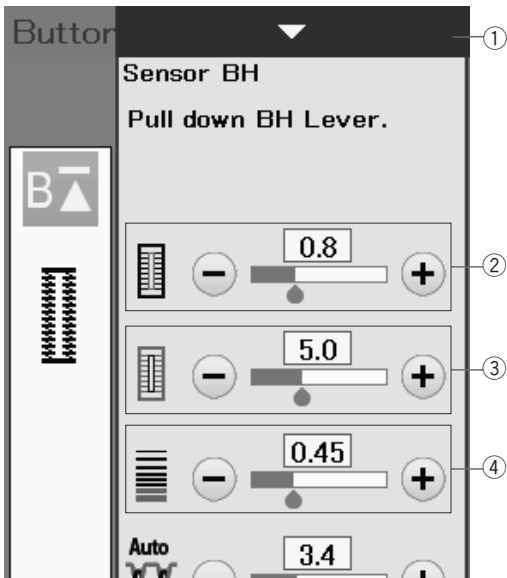 Button
①
Sensor BH
Pull down BH Lever.
B
0.8
②
5.0
③
0.45
④
Auto
3.4